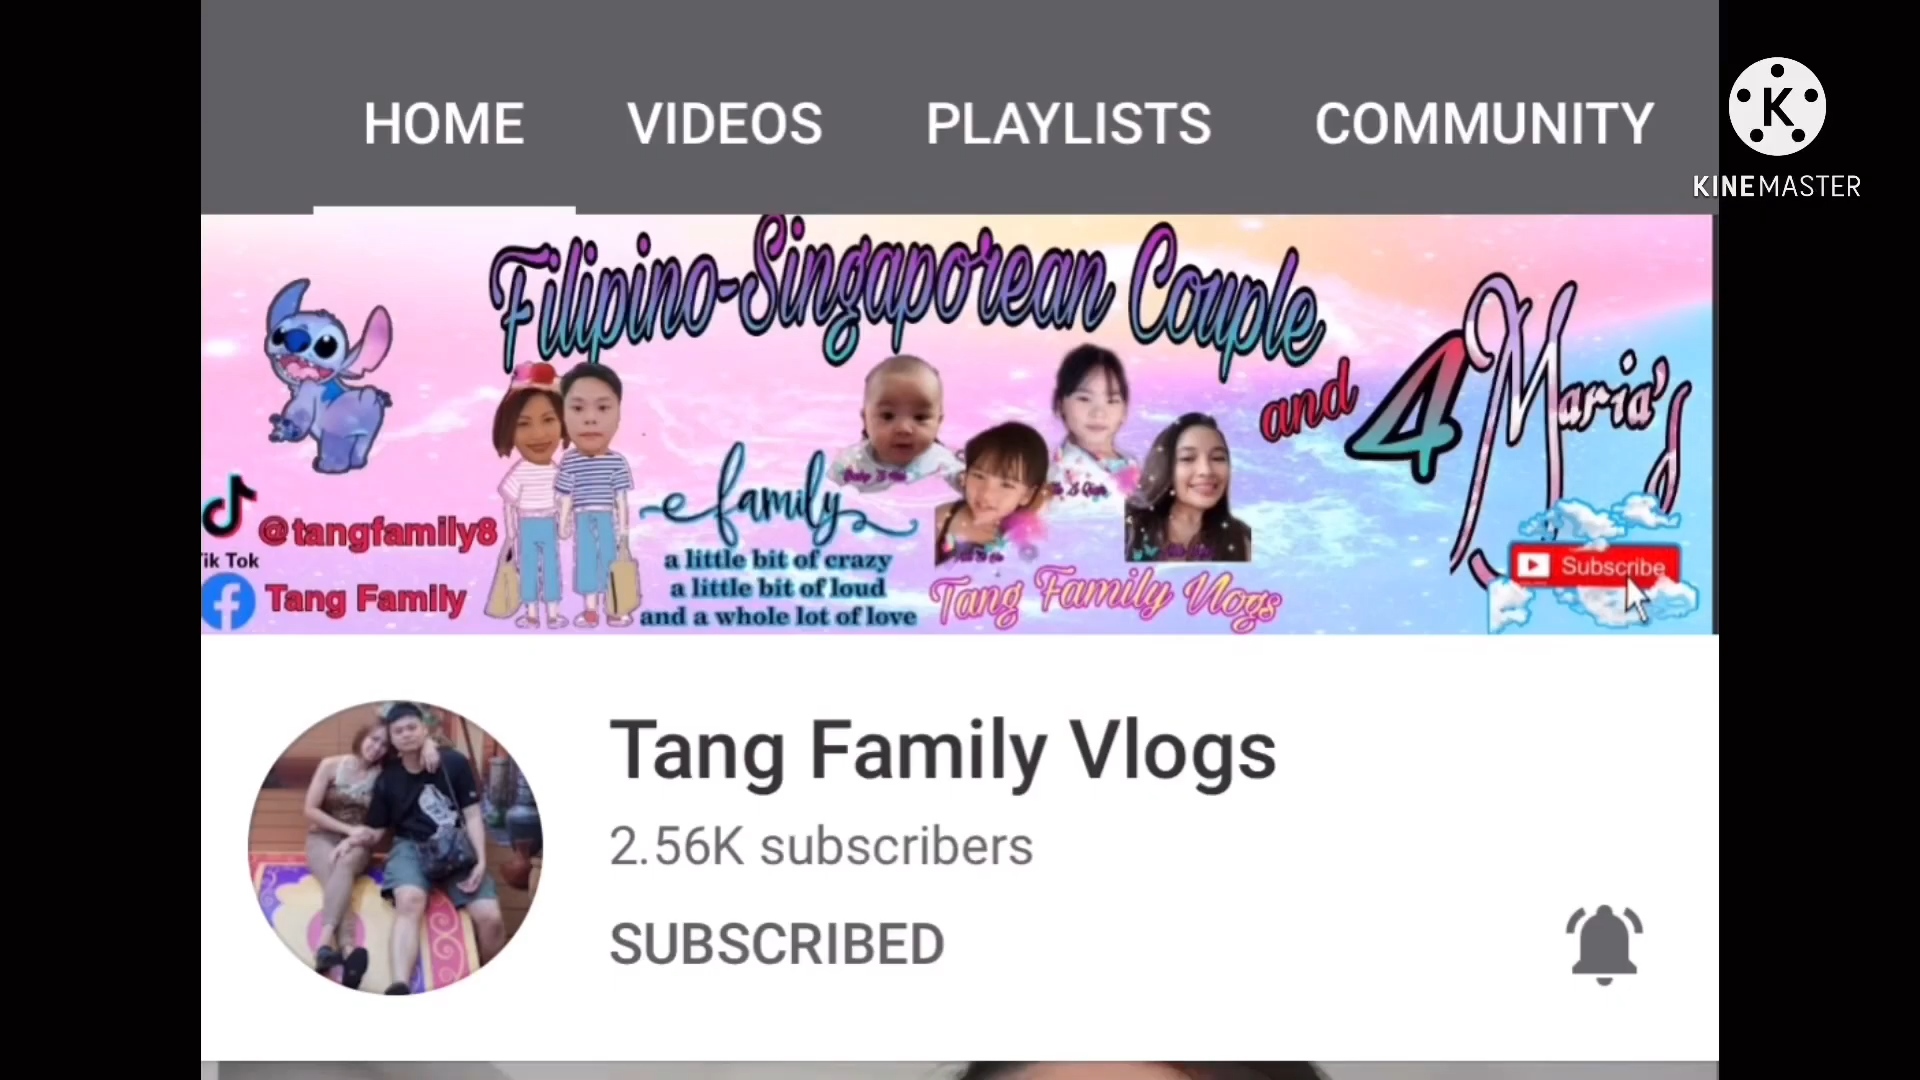 HOME VIDEOS PLAYLISTS COMMUNITY
K
KINEMASTER
Filipino-Singaporean Couple
and 4 Maria's
family
a little bit of crazy
a little bit of loud
and a whole lot of love
@tangfamily8
ik Tok
Tang Family
Tang Family Vlogs
Subscribe
Tang Family Vlogs
2.56K subscribers
SUBSCRIBED